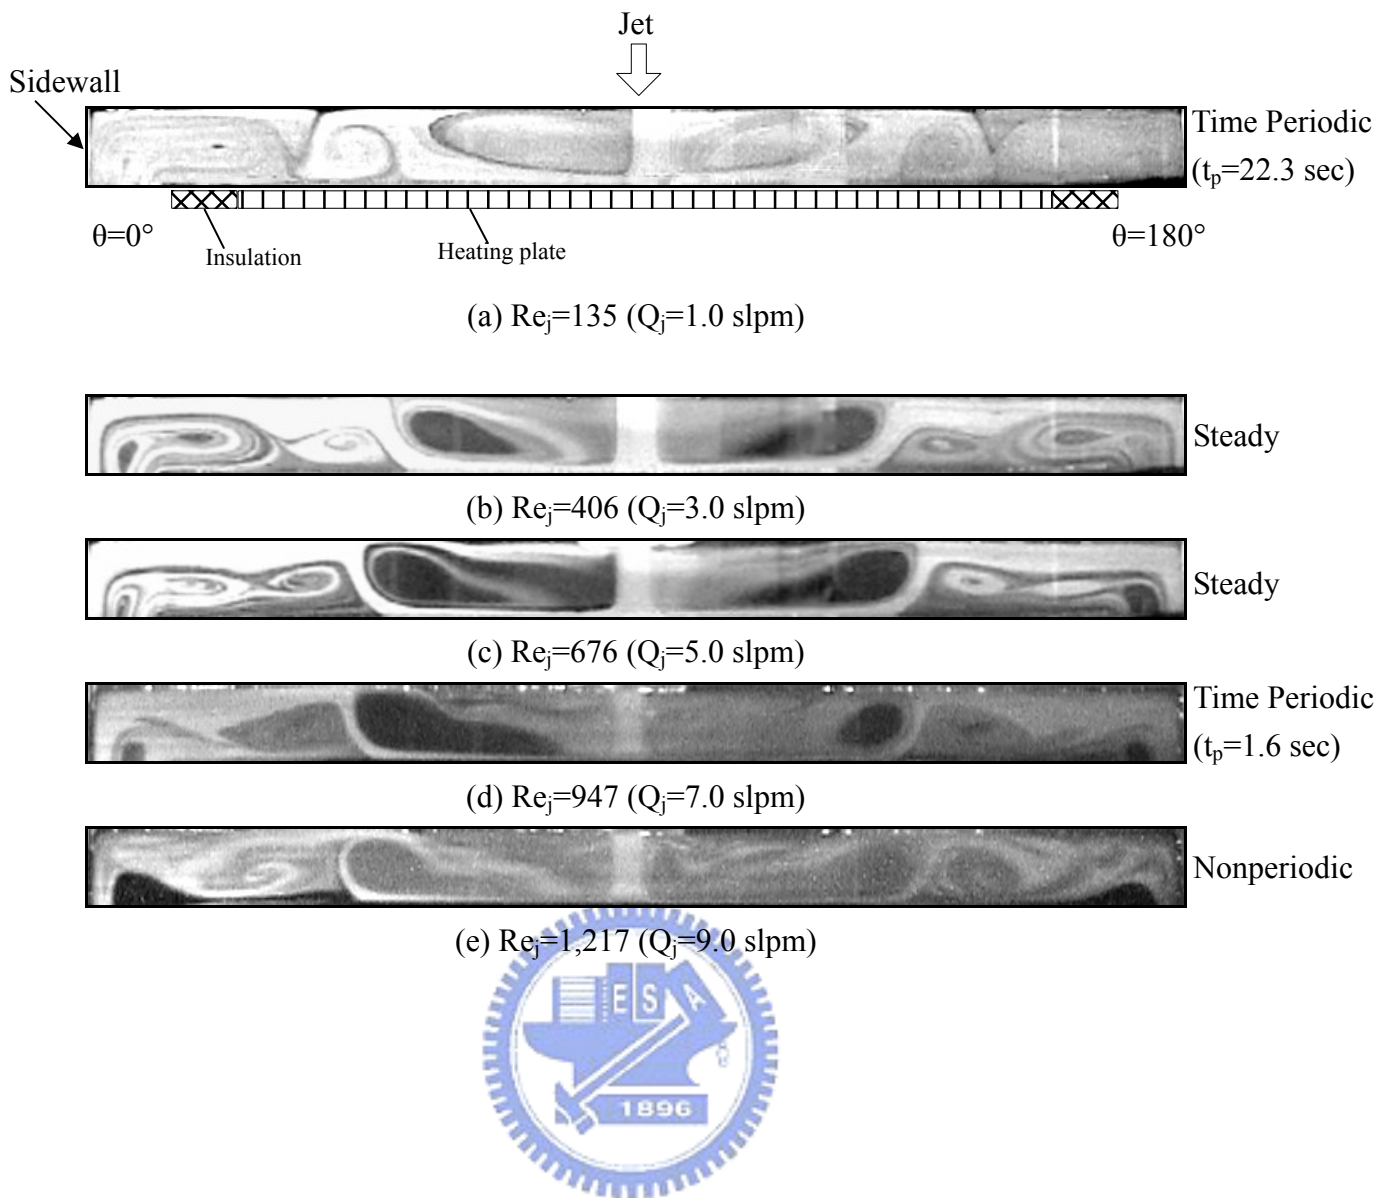 Jet
Sidewall
Time Periodic
(tp=22.3 sec)
θ=0°
θ=180°
Insulation
Heating plate
(a) Rej=135 (Qj=1.0 slpm)
Steady
(b) Rej=406 (Qj=3.0 slpm)
Steady
(c) Rej=676 (Qj=5.0 slpm)
Time Periodic
(tp=1.6 sec)
(d) Rej=947 (Qj=7.0 slpm)
Nonperiodic
(e) Rej=1,217 (Qj=9.0 slpm)
E S A
1896